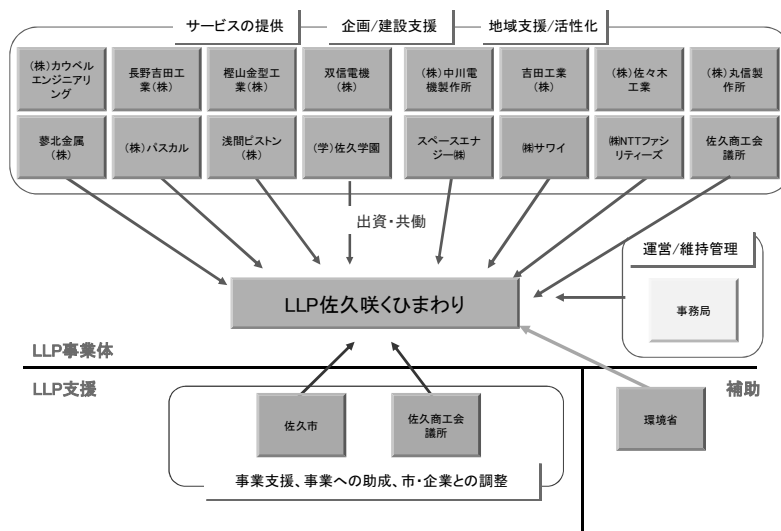 サービスの提供
企画/建設支援
地域支援/活性化
(株)カウベル
エンジニアリ
ング
長野吉田工
業(株)
樫山金型工
業(株)
双信電機
(株)
(株)中川電
機製作所
吉田工業
(株)
(株)佐々木
工業
(株)丸信製
作所
蓼北金属
(株)
(株)パスカル
浅間ピストン
(株)
(学)佐久学園
スペースエナ
ジー㈱
㈱サワイ
㈱NTTファシ
リティーズ
佐久商工会
議所
出資・共働
運営/維持管理
LLP佐久咲くひまわり
事務局
LLP事業体
LLP支援
補助
佐久市
佐久商工会
議所
環境省
事業支援、事業への助成、市・企業との調整